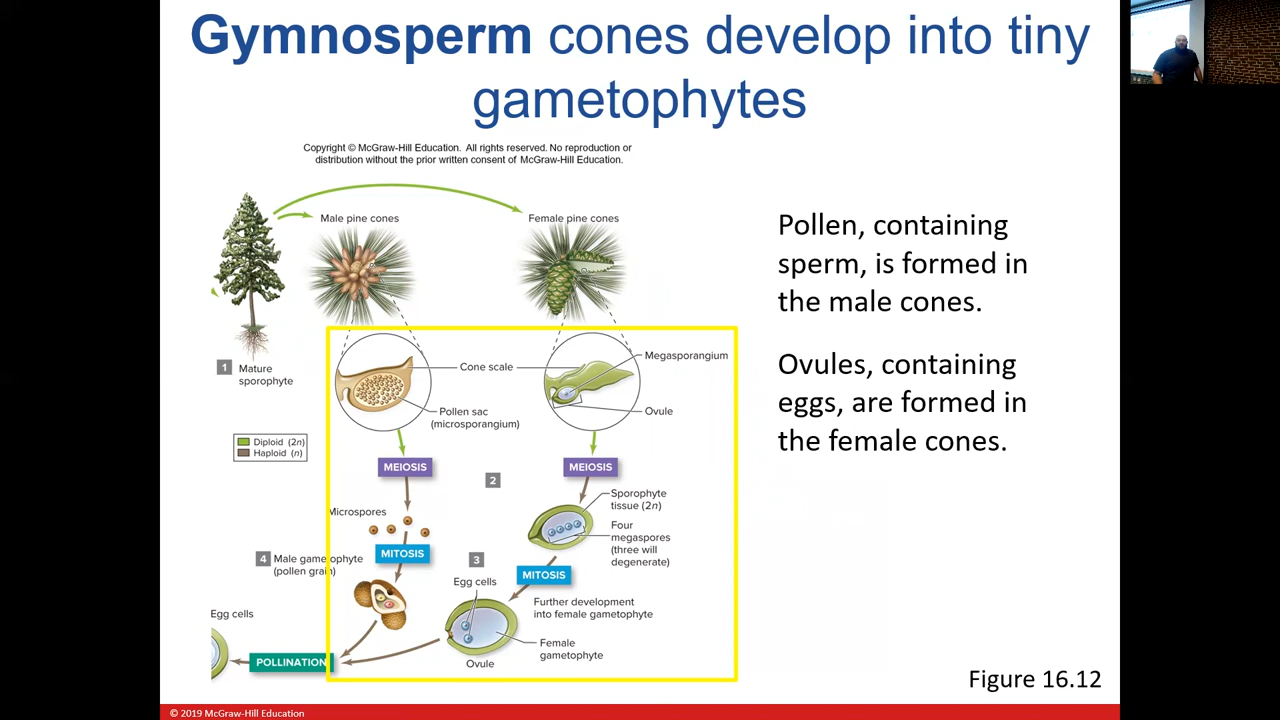 Gymnosperm cones develop into tiny
gametophytes
Copyright © McGraw-Hill Education. All rights reserved. No reproduction or
distribution without the prior written consent of McGraw-Hill Education.
Male pine cones
Female pine cones
1 Mature
sporophyte
Cone scale
Megasporangium
Pollen sac
(microsporangium)
Ovule
Diploid (2n)
Haploid (n)
MEIOSIS
MEIOSIS
2
Sporophyte
tissue (2n)
Microspores
Four
megaspores
(three will
degenerate)
MITOSIS
4 Male gametophyte
(pollen grain)
3
Egg cells
MITOSIS
Further development
into female gametophyte
Egg cells
Female
gametophyte
Ovule
POLLINATION
Pollen, containing
sperm, is formed in
the male cones.
Ovules, containing
eggs, are formed in
the female cones.
Figure 16.12
© 2019 McGraw-Hill Education